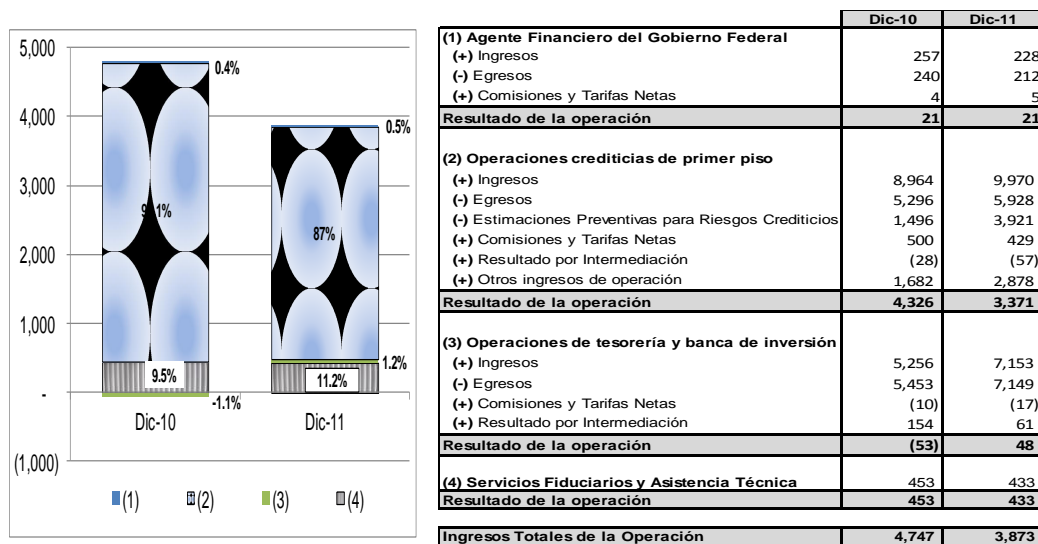 5,000
4,000
3,000
2,000
1,000
-
(1,000)
0.4%
9.5%
-1.1%
0.5%
87%
1.2%
11.2%
Dic-10 Dic-11
(1) (2) (3) (4)
Dic-10 Dic-11
(1) Agente Financiero del Gobierno Federal
(+) Ingresos 257 228
(-) Egresos 240 212
(+) Comisiones y Tarifas Netas 4 5
Resultado de la operación 21 21
(2) Operaciones crediticias de primer piso
(+) Ingresos 8,964 9,970
(-) Egresos 5,296 5,928
(-) Estimaciones Preventivas para Riesgos Crediticios 1,496 3,921
(+) Comisiones y Tarifas Netas 500 429
(+) Resultado por Intermediación (28) (57)
(+) Otros ingresos de operación 1,682 2,878
Resultado de la operación 4,326 3,371
(3) Operaciones de tesorería y banca de inversión
(+) Ingresos 5,256 7,153
(-) Egresos 5,453 7,149
(+) Comisiones y Tarifas Netas (10) (17)
(+) Resultado por Intermediación 154 61
Resultado de la operación (53) 48
(4) Servicios Fiduciarios y Asistencia Técnica 453 433
Resultado de la operación 453 433
Ingresos Totales de la Operación 4,747 3,873